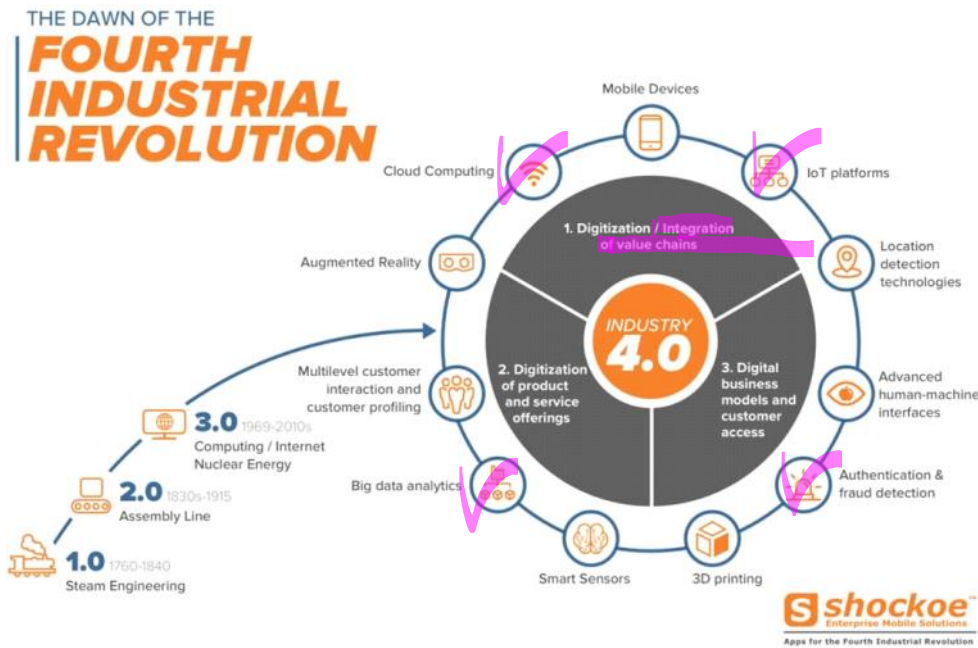 THE DAWN OF THE
FOURTH
INDUSTRIAL
REVOLUTION
Mobile Devices
Cloud Computing
IoT platforms
1. Digitization / Integration
of value chains
Augmented Reality
Location
detection
technologies
INDUSTRY
4.0
Multilevel customer
interaction and
customer profiling
2. Digitization
of product
and service
offerings
3. Digital
business
models and
customer
access
Advanced
human-machine
interfaces
3.0 1969-2010s
Computing / Internet
Nuclear Energy
Big data analytics
Authentication &
fraud detection
2.0 1830s-1915
Assembly Line
1.0 1760-1840
Steam Engineering
Smart Sensors
3D printing
S shockoe™
Enterprise Mobile Solutions
Apps for the Fourth Industrial Revolution